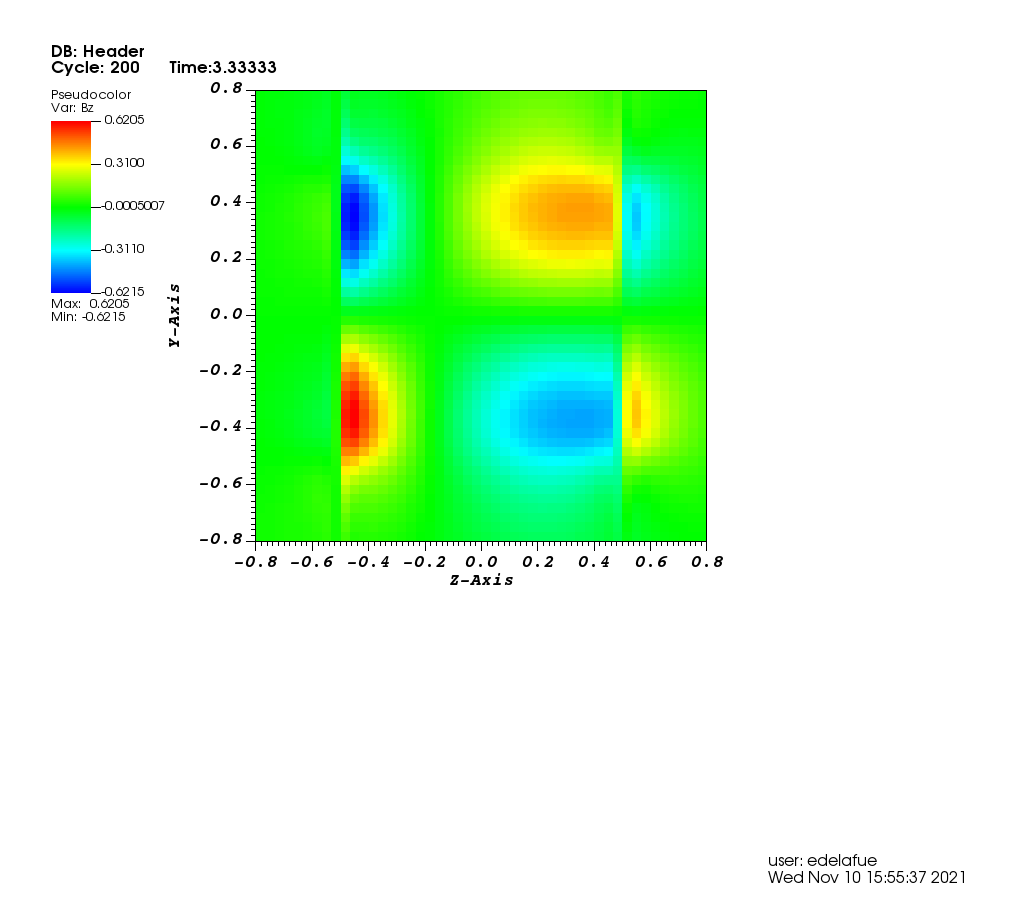 DB: Header
Cycle: 200 Time:3.33333
Pseudocolor
Var: Bz
0.6205
0.3100
-0.0005007
-0.3110
-0.6215
Max: 0.6205
Min: -0.6215
Y-Axis
0.8
0.6
0.4
0.2
0.0
-0.2
-0.4
-0.6
-0.8
-0.8 -0.6 -0.4 -0.2 0.0 0.2 0.4 0.6 0.8
Z-Axis
user: edelafue
Wed Nov 10 15:55:37 2021